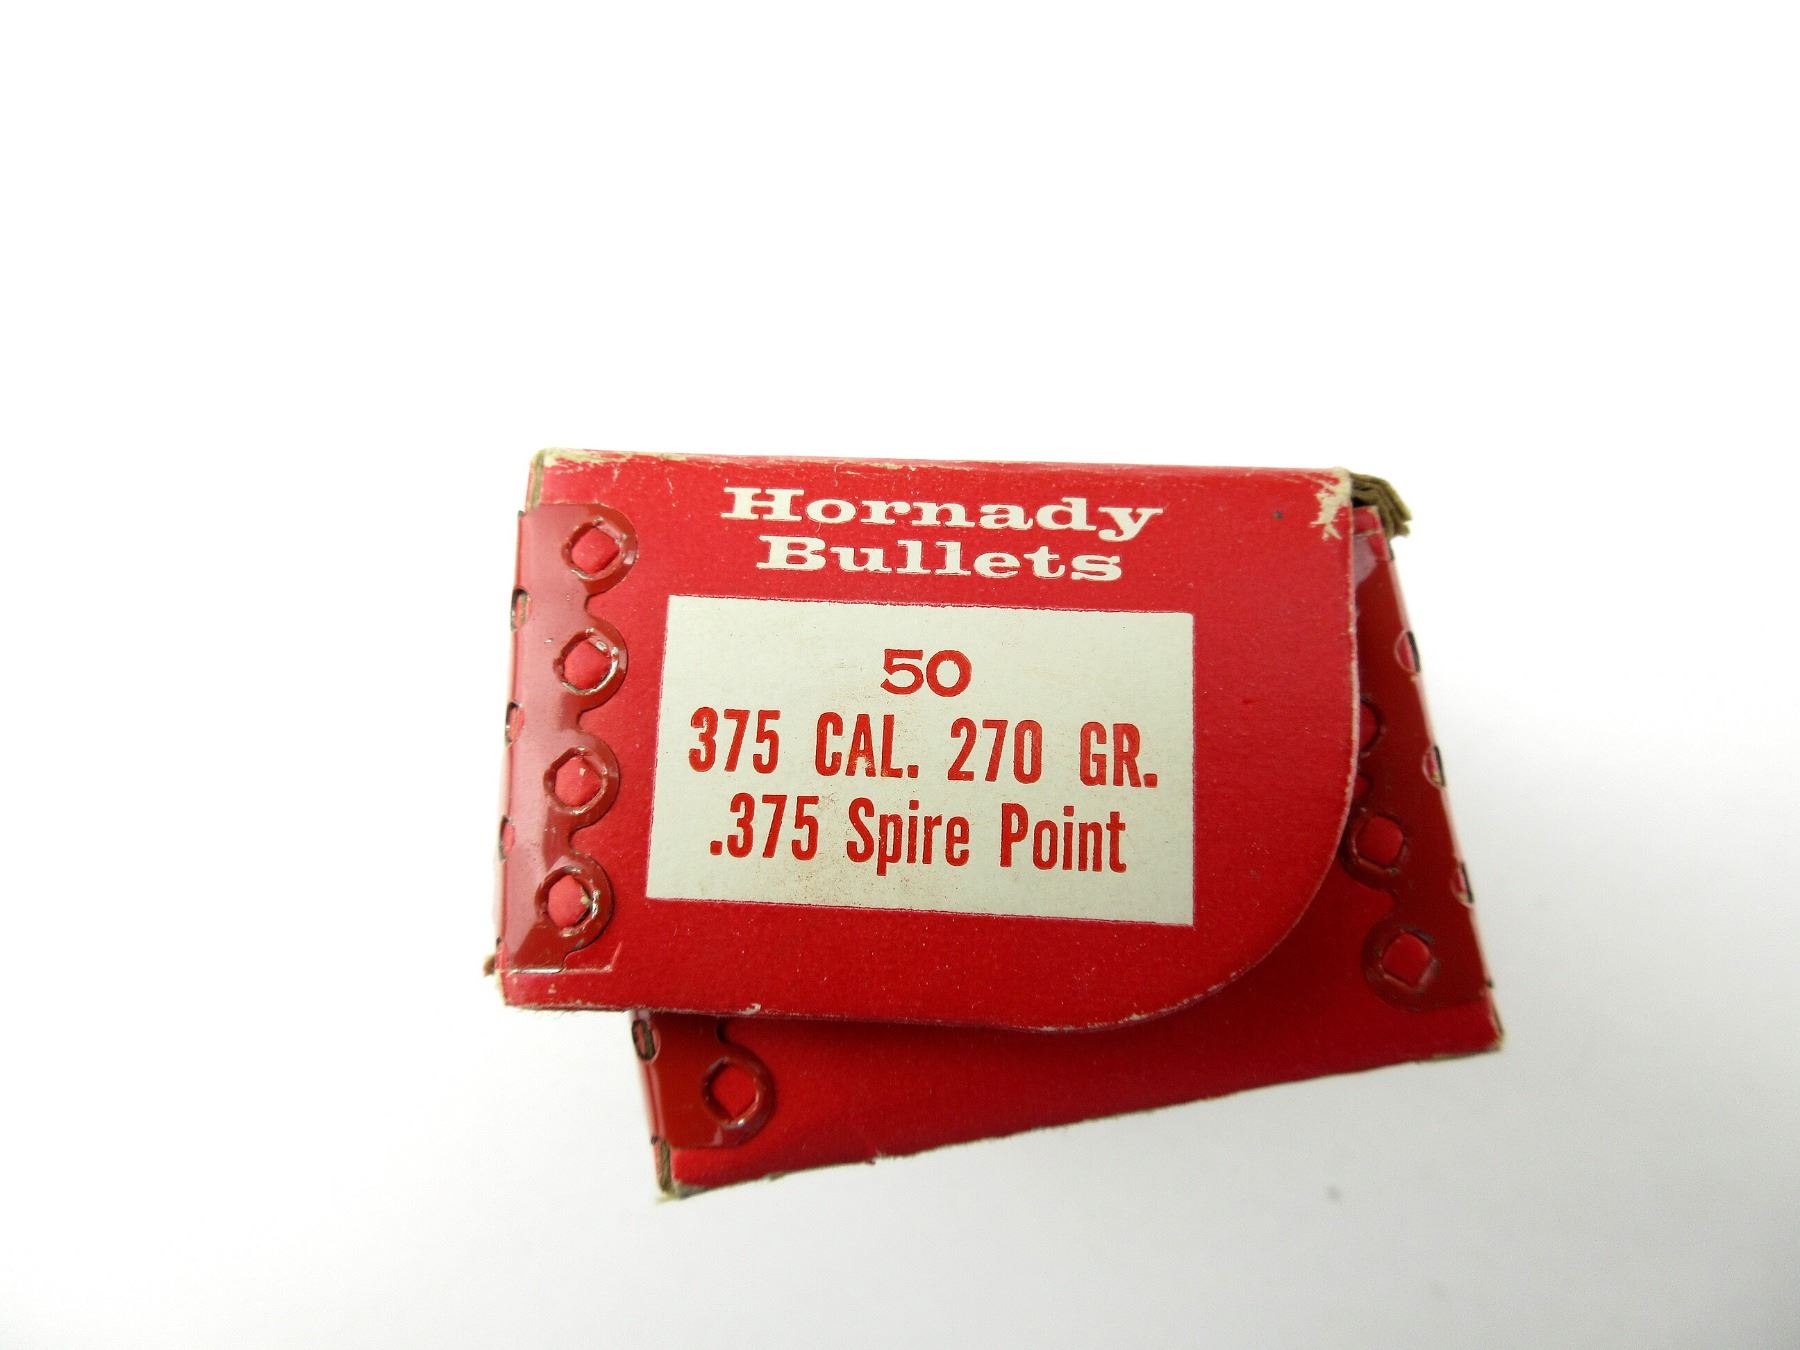 Hornady
Bullets
50
375 CAL. 270 GR.
.375 Spire Point